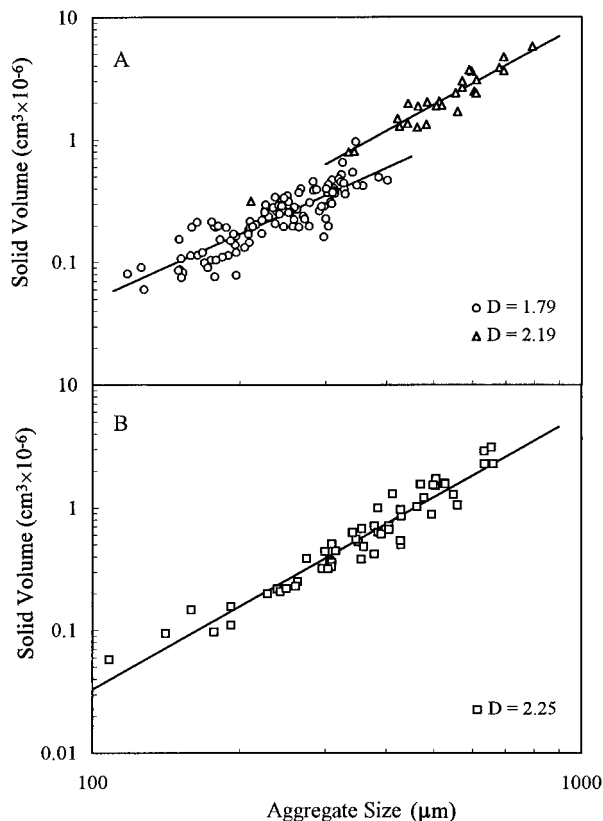 10
A
1
Solid Volume (cm³×10⁻⁶)
0.1
D = 1.79
D = 2.19
10
B
1
Solid Volume (cm³×10⁻⁶)
0.1
D = 2.25
0.01
100
1000
Aggregate Size (μm)